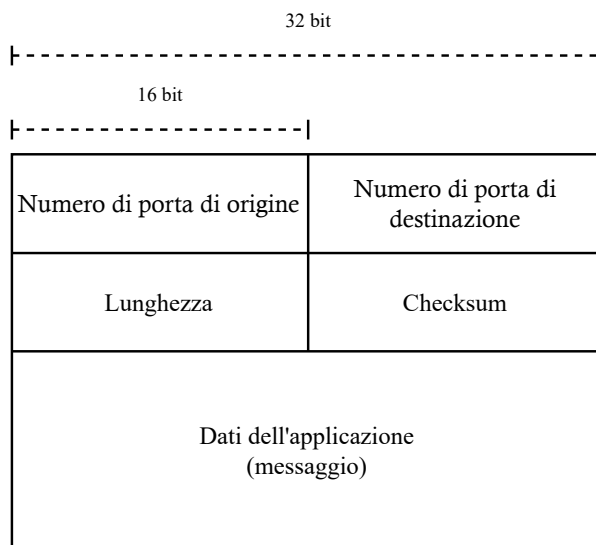 32 bit
16 bit
Numero di porta di origine
Numero di porta di
destinazione
Lunghezza
Checksum
Dati dell'applicazione
(messaggio)